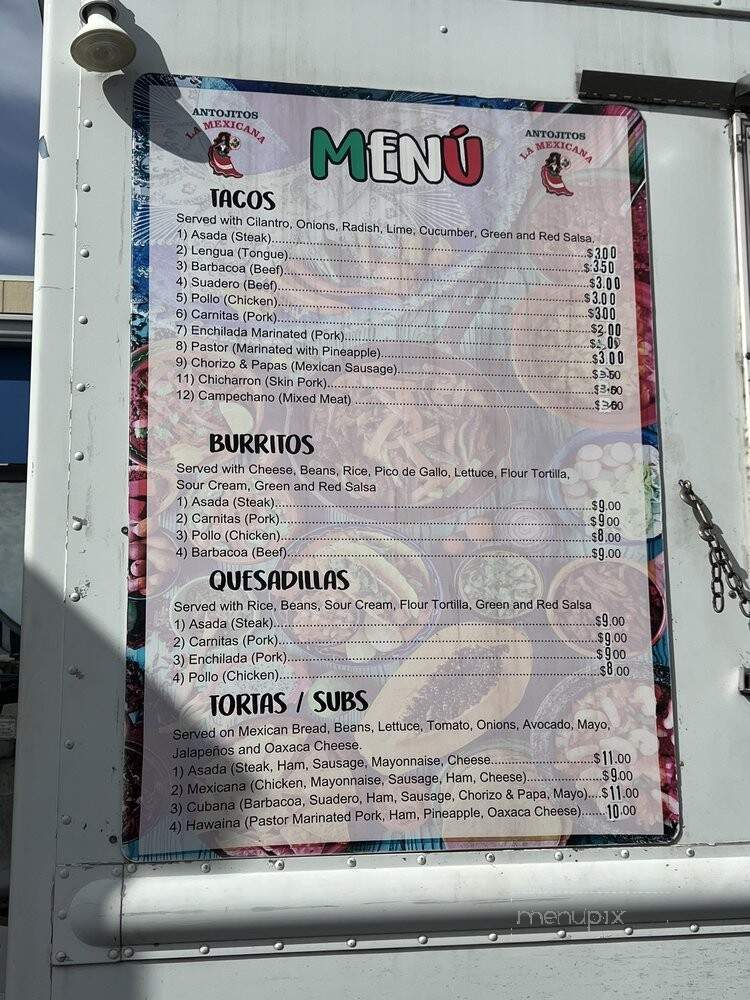 ANTOJITOS
LA MEXICANA
MENÚ
ANTOJITOS
LA MEXICANA
TACOS
Served with Cilantro, Onions, Radish, Lime, Cucumber, Green and Red Salsa.
1) Asada (Steak)..........$3.00
2) Lengua (Tongue)..........$3.50
3) Barbacoa (Beef)..........$3.00
4) Suadero (Beef)..........$3.00
5) Pollo (Chicken)..........$3.00
6) Carnitas (Pork)..........
7) Enchilada Marinated (Pork)..........
8) Pastor (Marinated with Pineapple)..........$3.00
9) Chorizo & Papas (Mexican Sausage)..........
11) Chicharron (Skin Pork)..........
12) Campechano (Mixed Meat) ..........
BURRITOS
Served with Cheese, Beans, Rice, Pico de Gallo, Lettuce, Flour Tortilla,
Sour Cream, Green and Red Salsa
1) Asada (Steak)..........$9.00
2) Carnitas (Pork)..........$9.00
3) Pollo (Chicken)..........$8.00
4) Barbacoa (Beef)..........$9.00
QUESADILLAS
Served with Rice, Beans, Sour Cream, Flour Tortilla, Green and Red Salsa
1) Asada (Steak)..........$9.00
2) Carnitas (Pork)..........$9.00
3) Enchilada (Pork)..........$9.00
4) Pollo (Chicken)..........$8.00
TORTAS / SUBS
Served on Mexican Bread, Beans, Lettuce, Tomato, Onions, Avocado, Mayo,
Jalapeños and Oaxaca Cheese.
1) Asada (Steak, Ham, Sausage, Mayonnaise, Cheese..........$11.00
2) Mexicana (Chicken, Mayonnaise, Sausage, Ham, Cheese)..........$9.00
3) Cubana (Barbacoa, Suadero, Ham, Sausage, Chorizo & Papa, Mayo)....$11.00
4) Hawaina (Pastor Marinated Pork, Ham, Pineapple, Oaxaca Cheese).......10.00
menupix